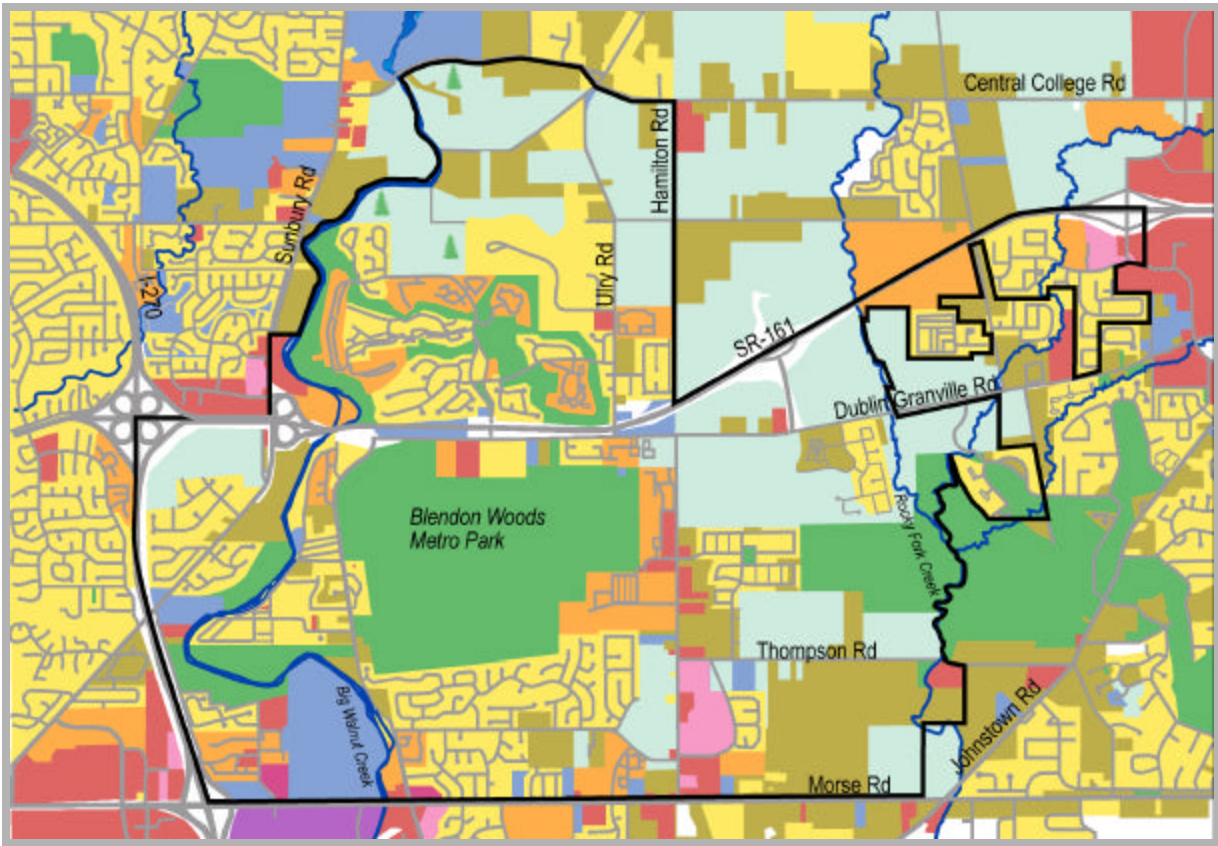 Central College Rd
Hamilton Rd
Sunbury Rd
Ulry Rd
I-270
SR-161
Dublin Granville Rd
Blendon Woods
Metro Park
Rocky Fork Creek
Thompson Rd
Big Walnut Creek
Johnstown Rd
Morse Rd